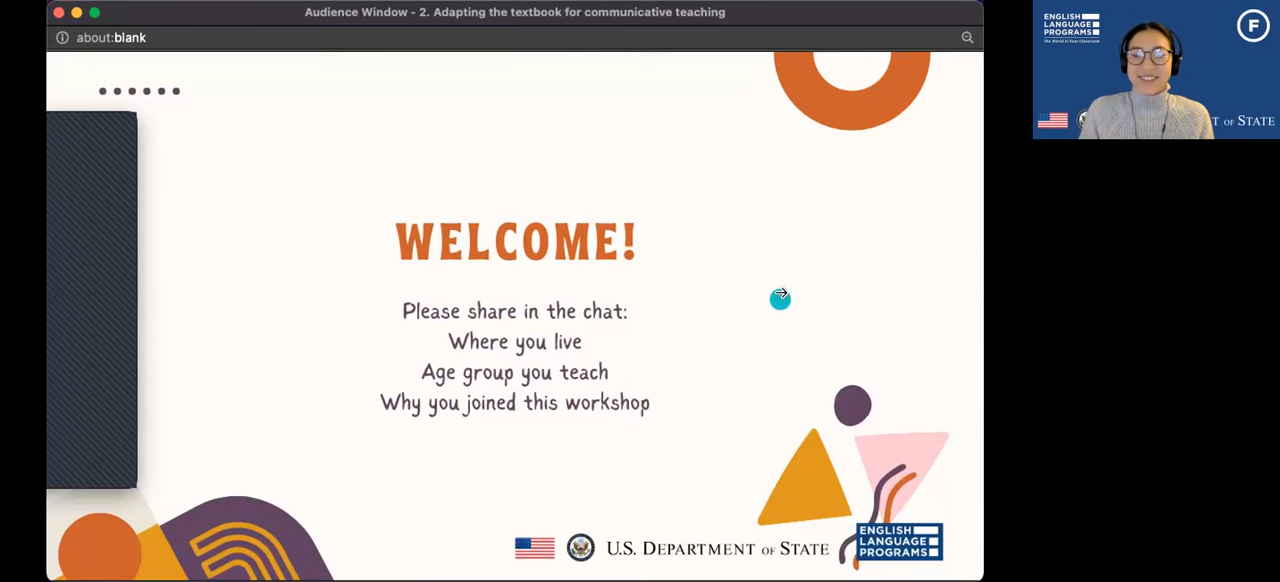 Audience Window - 2. Adapting the textbook for communicative teaching
about:blank
WELCOME!
Please share in the chat:
Where you live
Age group you teach
Why you joined this workshop
U.S. DEPARTMENT OF STATE
ENGLISH
LANGUAGE
PROGRAMS
ENGLISH
LANGUAGE
PROGRAMS
The World is Your Classroom
F
T OF STATE